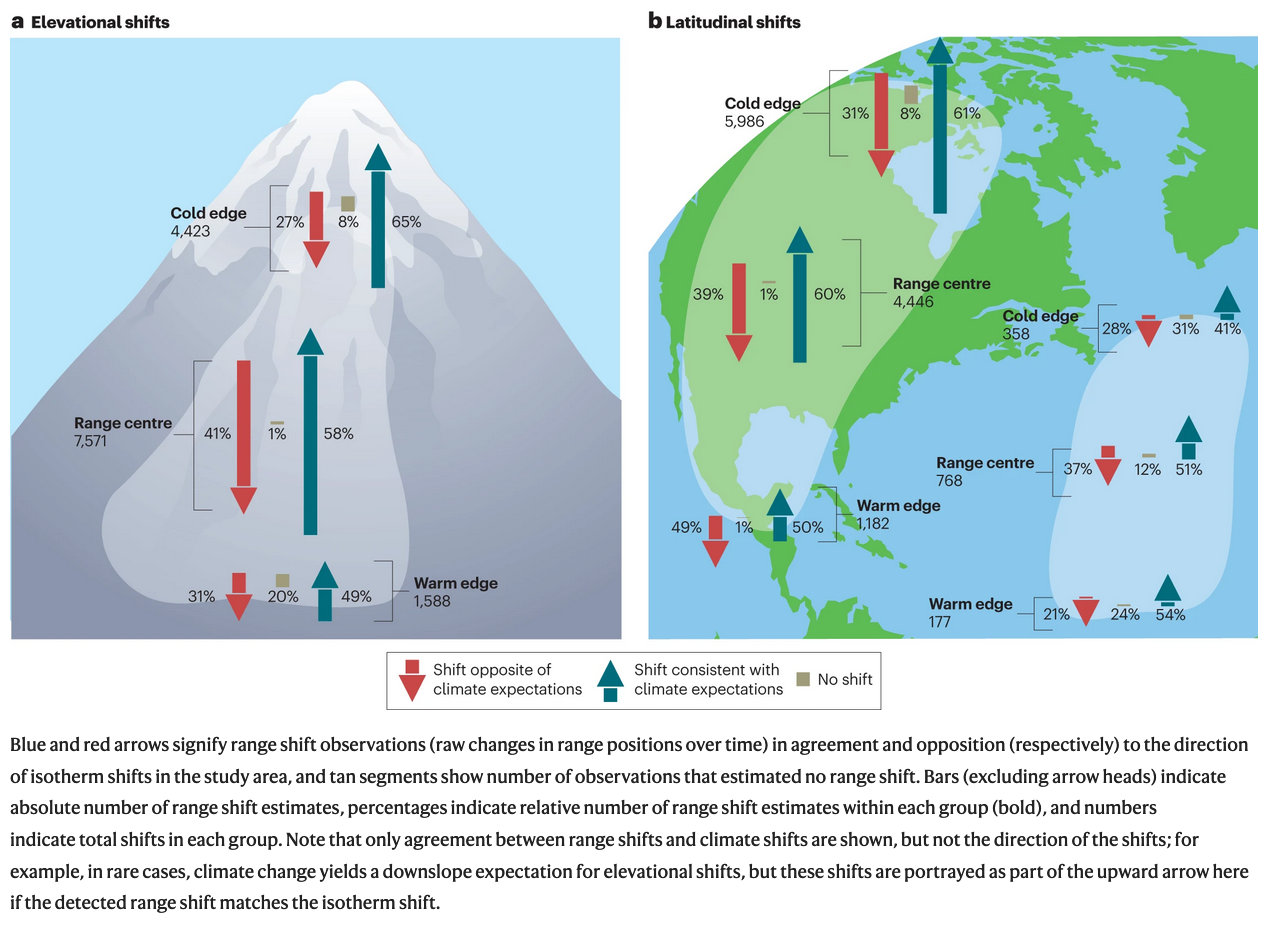 a Elevational shifts
Cold edge
4,423
27%
8%
65%
Range centre
7,571
41%
1%
58%
31%
20%
49%
Warm edge
1,588
b Latitudinal shifts
Cold edge
5,986
31%
8%
61%
39%
1%
60%
Range centre
4,446
49%
1%
50%
Warm edge
1,182
Cold edge
358
28%
31%
41%
Range centre
768
37%
12%
51%
Warm edge
177
21%
24%
54%
Shift opposite of
climate expectations
Shift consistent with
climate expectations
No shift
Blue and red arrows signify range shift observations (raw changes in range positions over time) in agreement and opposition (respectively) to the direction
of isotherm shifts in the study area, and tan segments show number of observations that estimated no range shift. Bars (excluding arrow heads) indicate
absolute number of range shift estimates, percentages indicate relative number of range shift estimates within each group (bold), and numbers
indicate total shifts in each group. Note that only agreement between range shifts and climate shifts are shown, but not the direction of the shifts; for
example, in rare cases, climate change yields a downslope expectation for elevational shifts, but these shifts are portrayed as part of the upward arrow here
if the detected range shift matches the isotherm shift.